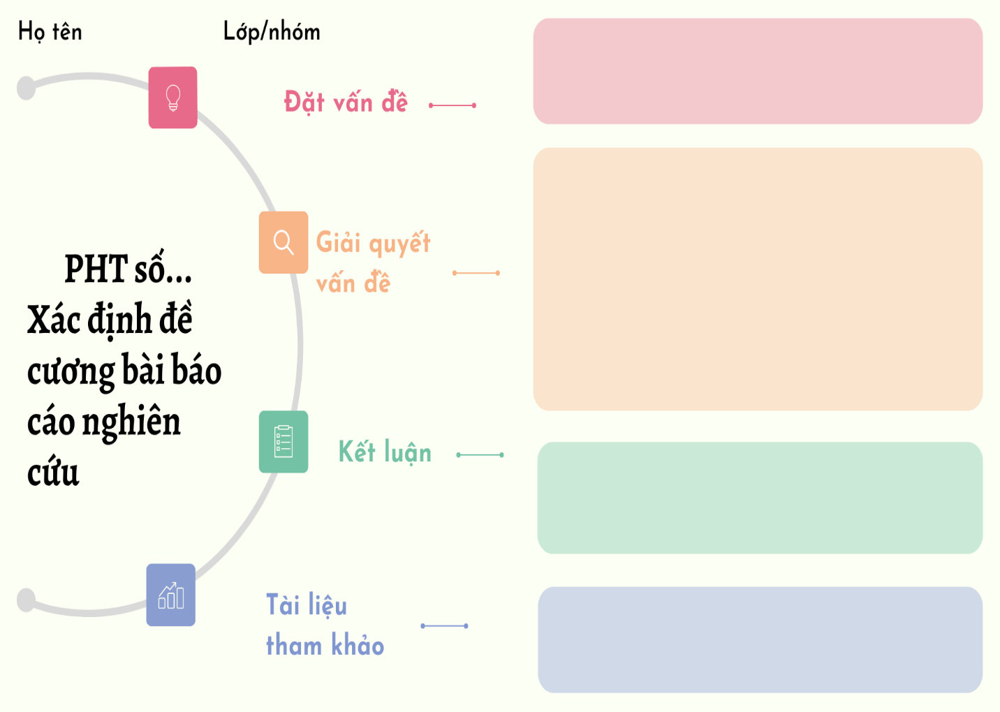 Họ tên
Lớp/nhóm
Đặt vấn đề
Giải quyết
vấn đề
PHT số...
Xác định đề
cương bài báo
cáo nghiên
cứu
Kết luận
Tài liệu
tham khảo